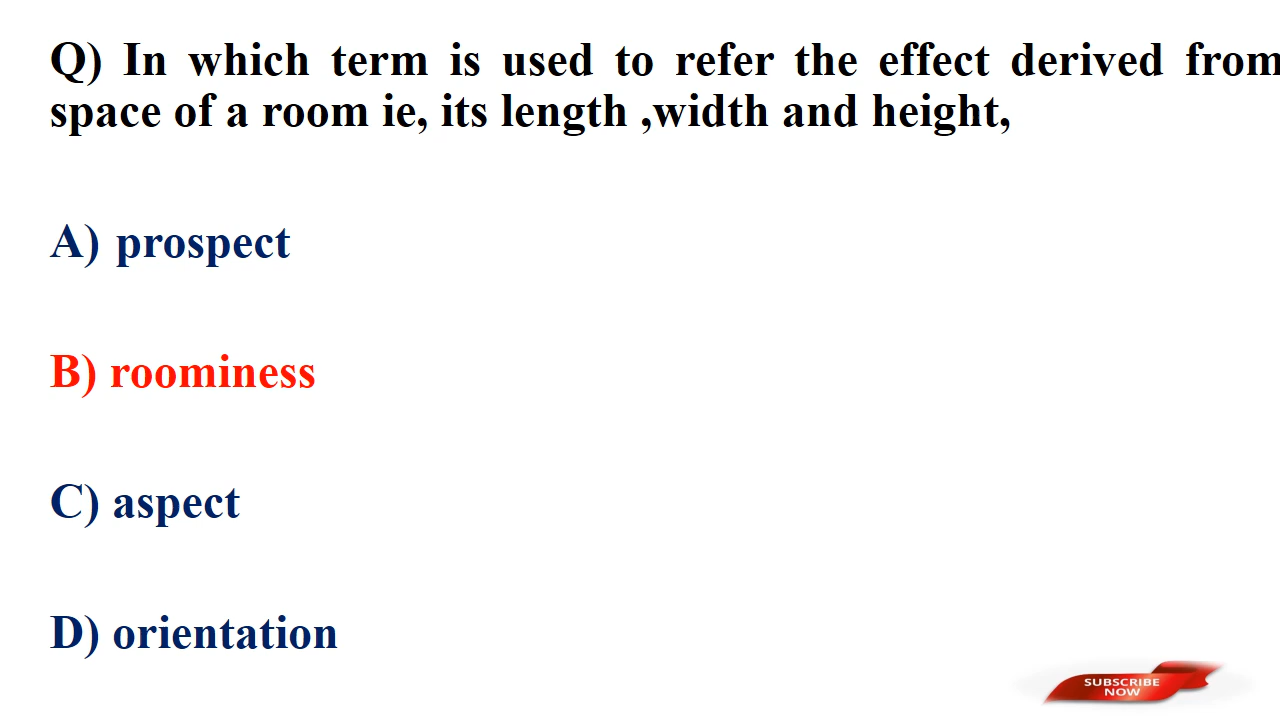 Q) In which term is used to refer the effect derived from
space of a room ie, its length ,width and height,
A) prospect
B) roominess
C) aspect
D) orientation
SUBSCRIBE
NOW